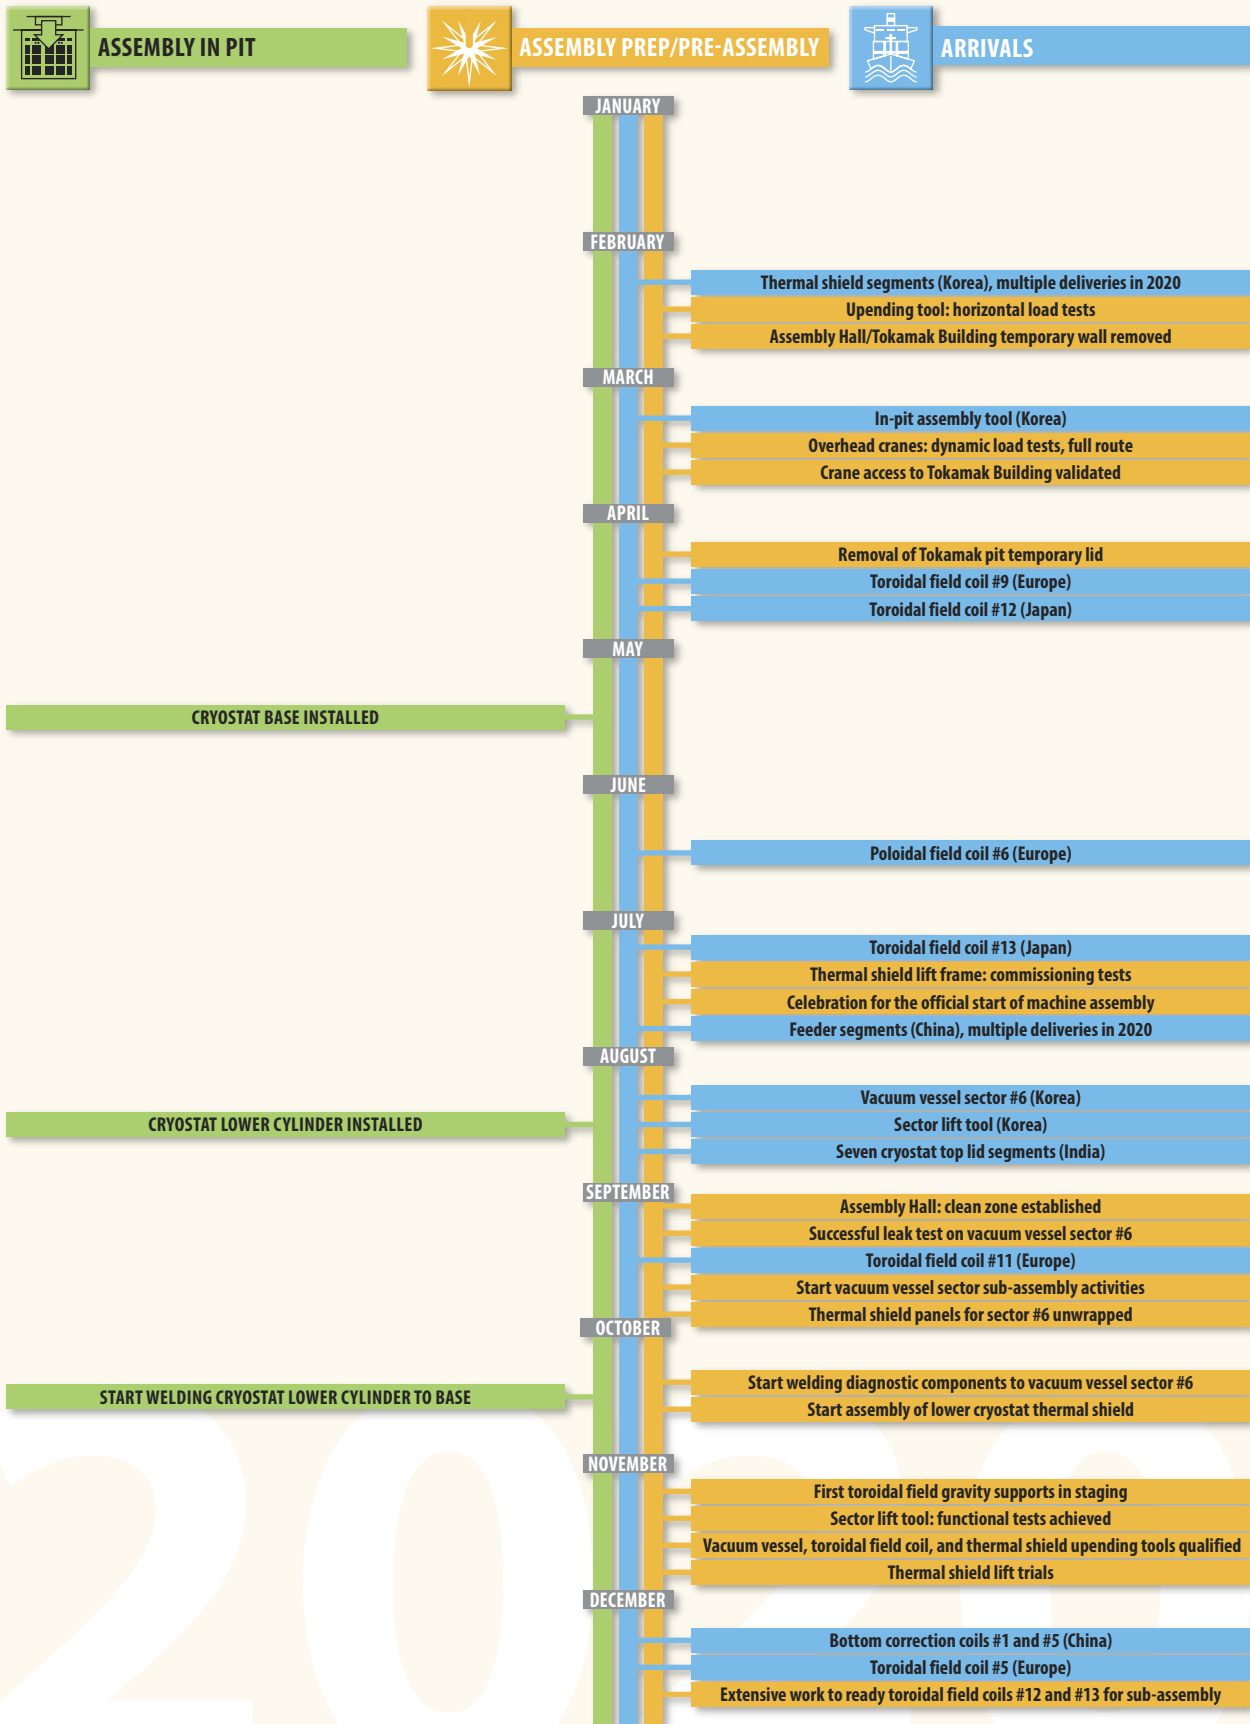 ASSEMBLY IN PIT
ASSEMBLY PREP/PRE-ASSEMBLY
ARRIVALS
JANUARY
FEBRUARY
Thermal shield segments (Korea), multiple deliveries in 2020
Upending tool: horizontal load tests
Assembly Hall/Tokamak Building temporary wall removed
MARCH
In-pit assembly tool (Korea)
Overhead cranes: dynamic load tests, full route
Crane access to Tokamak Building validated
APRIL
Removal of Tokamak pit temporary lid
Toroidal field coil #9 (Europe)
Toroidal field coil #12 (Japan)
MAY
CRYOSTAT BASE INSTALLED
JUNE
Poloidal field coil #6 (Europe)
JULY
Toroidal field coil #13 (Japan)
Thermal shield lift frame: commissioning tests
Celebration for the official start of machine assembly
Feeder segments (China), multiple deliveries in 2020
AUGUST
Vacuum vessel sector #6 (Korea)
CRYOSTAT LOWER CYLINDER INSTALLED
Sector lift tool (Korea)
Seven cryostat top lid segments (India)
SEPTEMBER
Assembly Hall: clean zone established
Successful leak test on vacuum vessel sector #6
Toroidal field coil #11 (Europe)
Start vacuum vessel sector sub-assembly activities
Thermal shield panels for sector #6 unwrapped
OCTOBER
Start welding diagnostic components to vacuum vessel sector #6
START WELDING CRYOSTAT LOWER CYLINDER TO BASE
Start assembly of lower cryostat thermal shield
NOVEMBER
First toroidal field gravity supports in staging
Sector lift tool: functional tests achieved
Vacuum vessel, toroidal field coil, and thermal shield upending tools qualified
Thermal shield lift trials
DECEMBER
Bottom correction coils #1 and #5 (China)
Toroidal field coil #5 (Europe)
Extensive work to ready toroidal field coils #12 and #13 for sub-assembly
2020